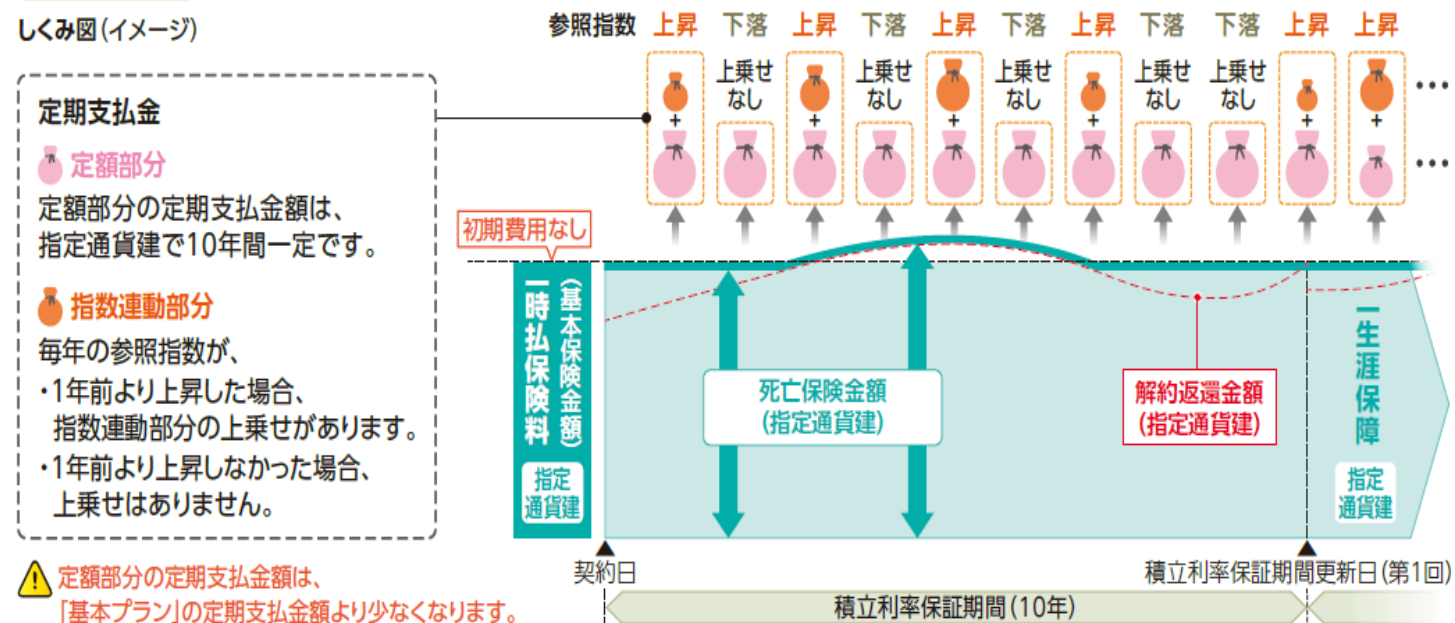 しくみ図(イメージ)
参照指数 上昇 下落 上昇 下落 上昇 下落 上昇 下落 下落 上昇 上昇
上乗せ
なし
上乗せ
なし
上乗せ
なし
上乗せ
なし
上乗せ
なし
+ + + + + +
…
…
定期支払金
定額部分
定額部分の定期支払金額は、
指定通貨建で10年間一定です。
指数連動部分
毎年の参照指数が、
・1年前より上昇した場合、
指数連動部分の上乗せがあります。
・1年前より上昇しなかった場合、
上乗せはありません。
定額部分の定期支払金額は、
「基本プラン」の定期支払金額より少なくなります。
初期費用なし
一時払保険料
(基本保険金額)
指定
通貨建
死亡保険金額
(指定通貨建)
解約返還金額
(指定通貨建)
一生涯保障
指定
通貨建
契約日
積立利率保証期間更新日(第1回)
積立利率保証期間(10年)